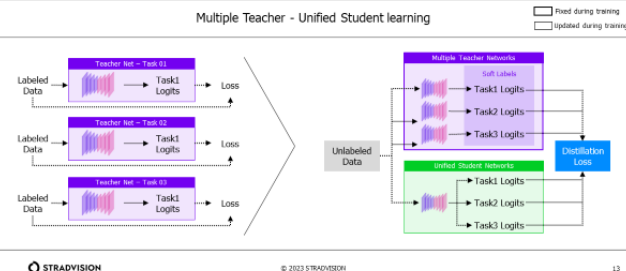 Multiple Teacher - Unified Student learning
Fixed during training
Updated during training
Teacher Net – Task 01
Labeled
Data
Task1
Logits
Loss
Teacher Net – Task 02
Labeled
Data
Task1
Logits
Loss
Teacher Net – Task 03
Labeled
Data
Task1
Logits
Loss
Unlabeled
Data
Multiple Teacher Networks
Soft Labels
Task1 Logits
Task2 Logits
Task3 Logits
Unified Student Networks
Task1 Logits
Task2 Logits
Task3 Logits
Distillation
Loss
STRADVISION
© 2023 STRADVISION
13